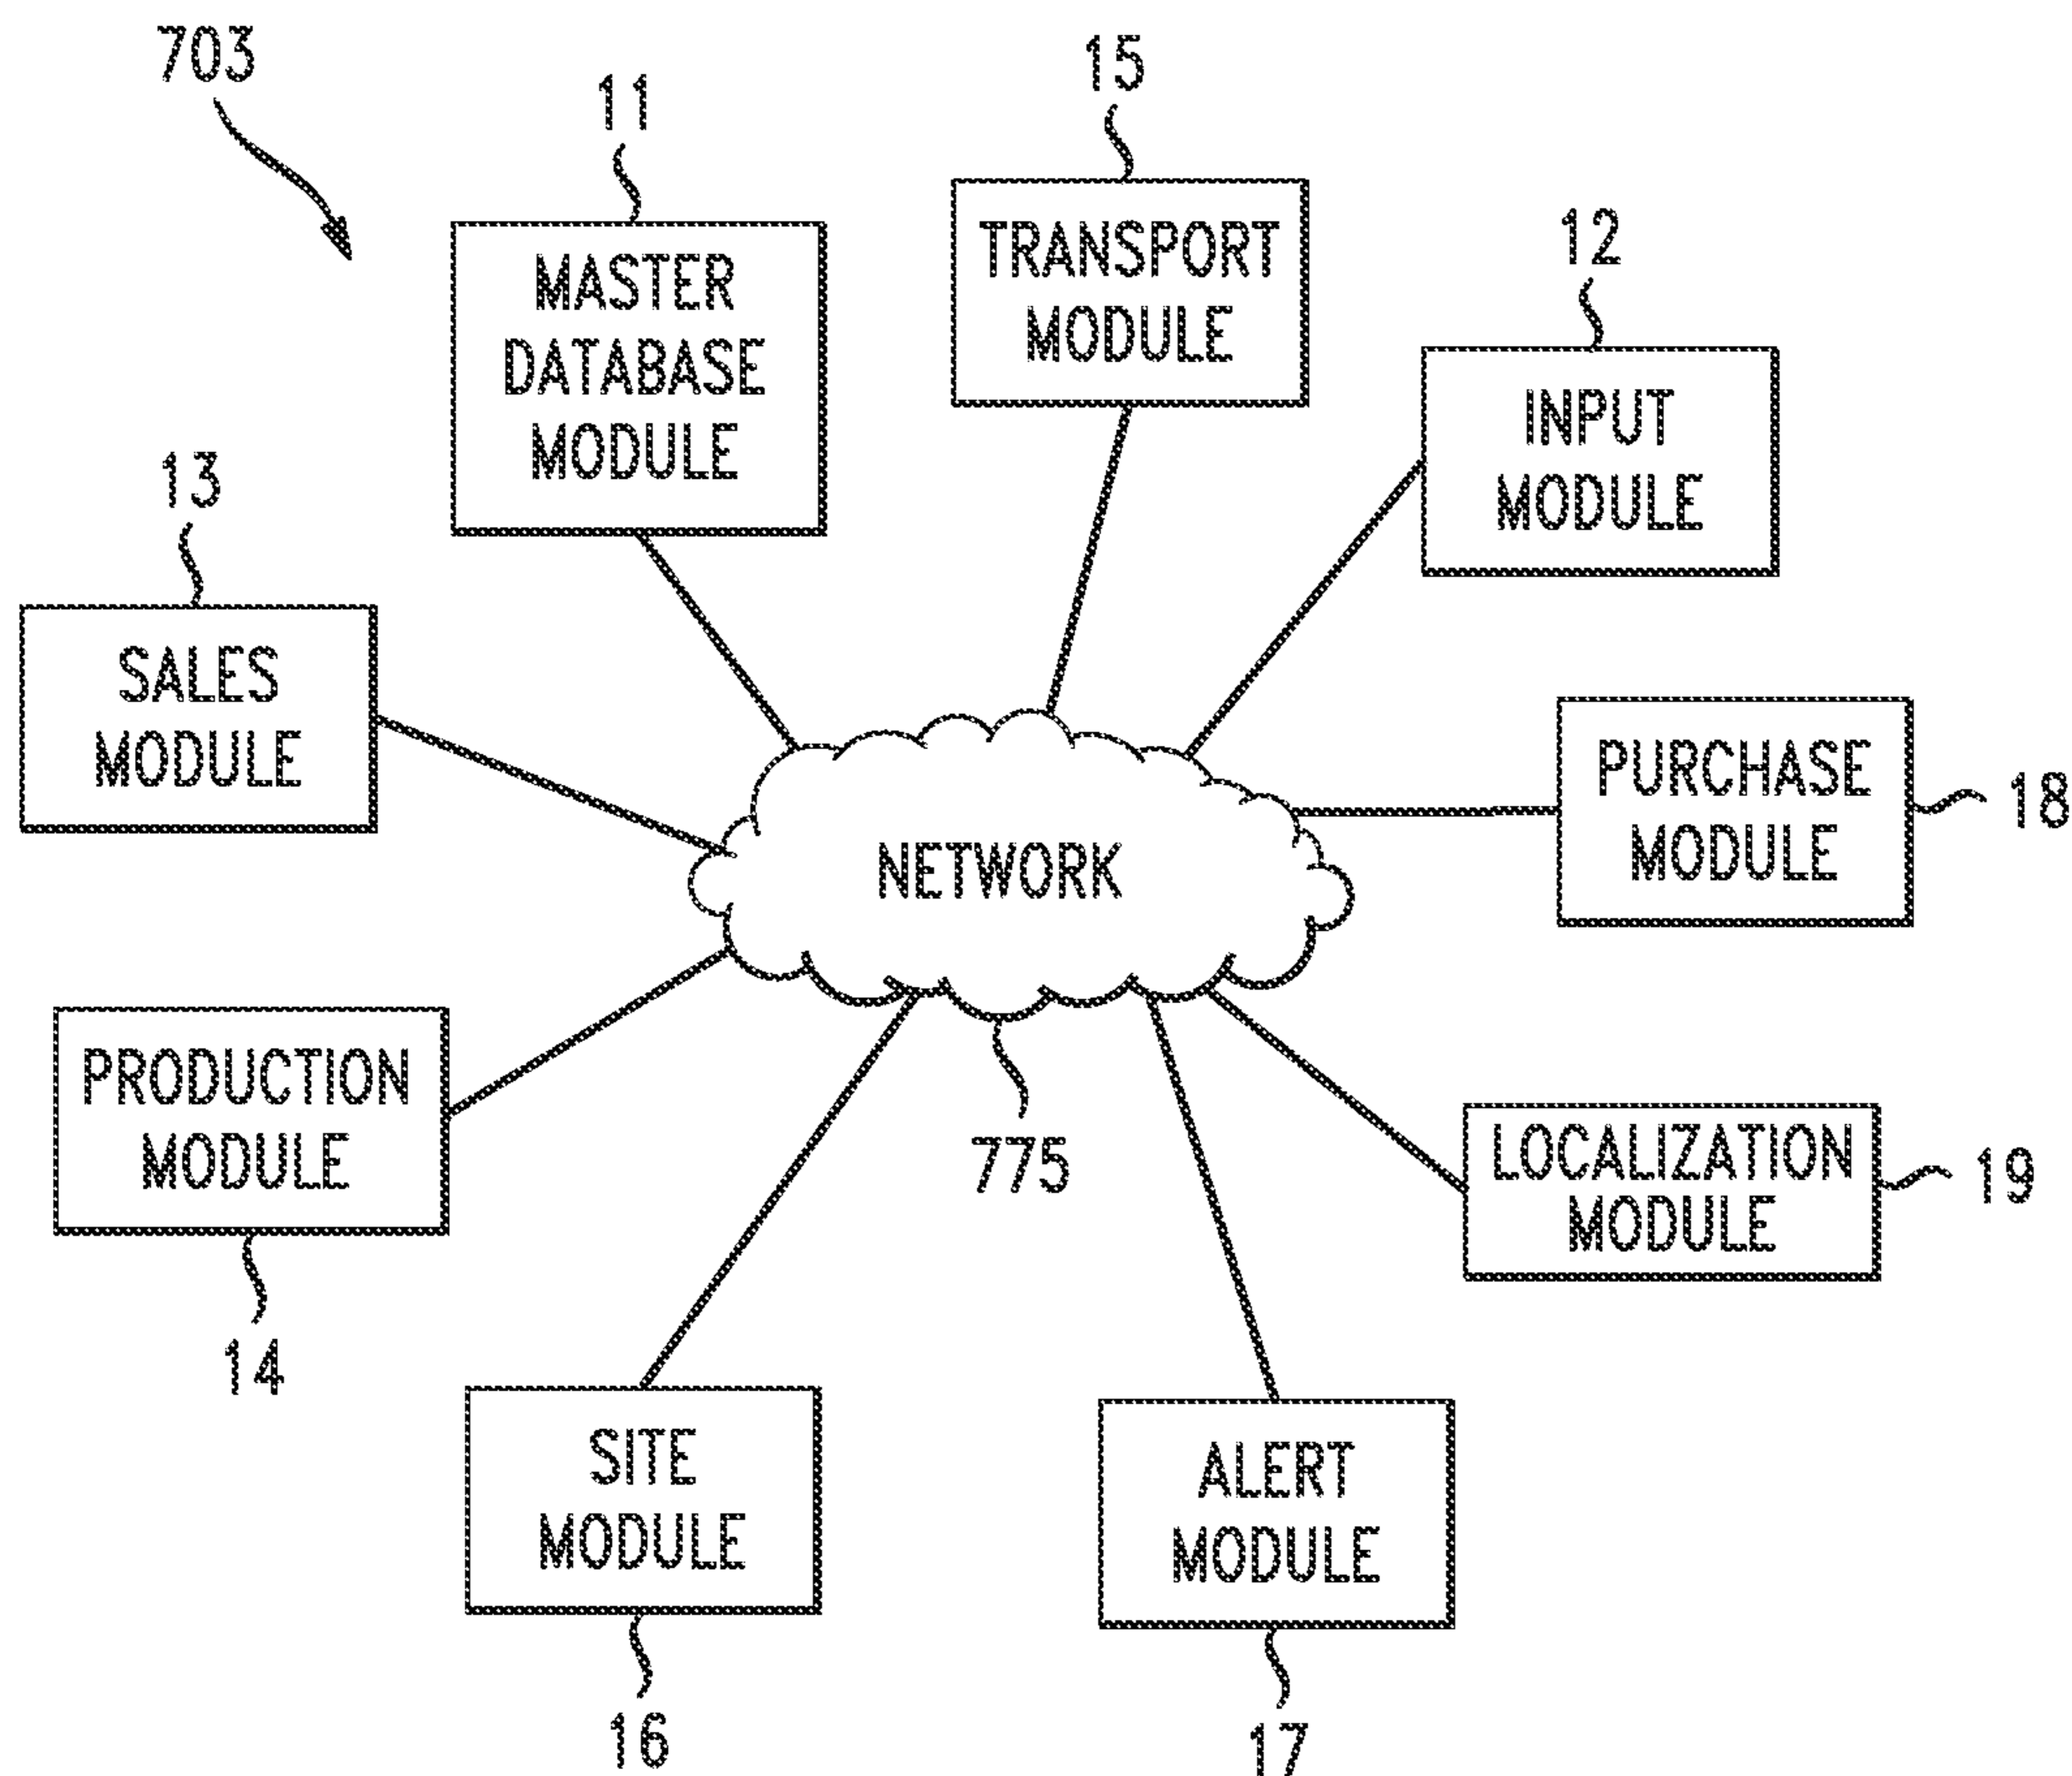 703
11
15
12
MASTER
DATABASE
MODULE
TRANSPORT
MODULE
INPUT
MODULE
13
SALES
MODULE
PURCHASE
MODULE
18
NETWORK
PRODUCTION
MODULE
775
LOCALIZATION
MODULE
19
14
SITE
MODULE
ALERT
MODULE
16
17